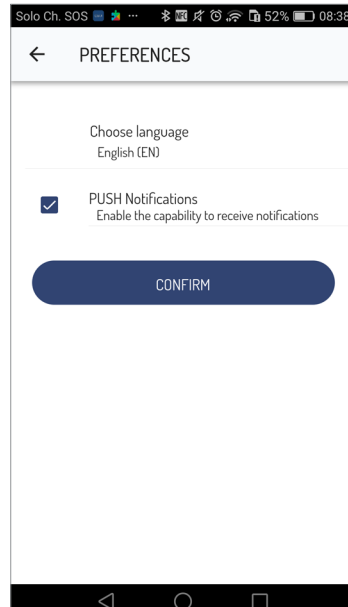 Solo Ch. SOS ... NFC 52% 08:38
PREFERENCES
Choose language
English (EN)
PUSH Notifications
Enable the capability to receive notifications
CONFIRM